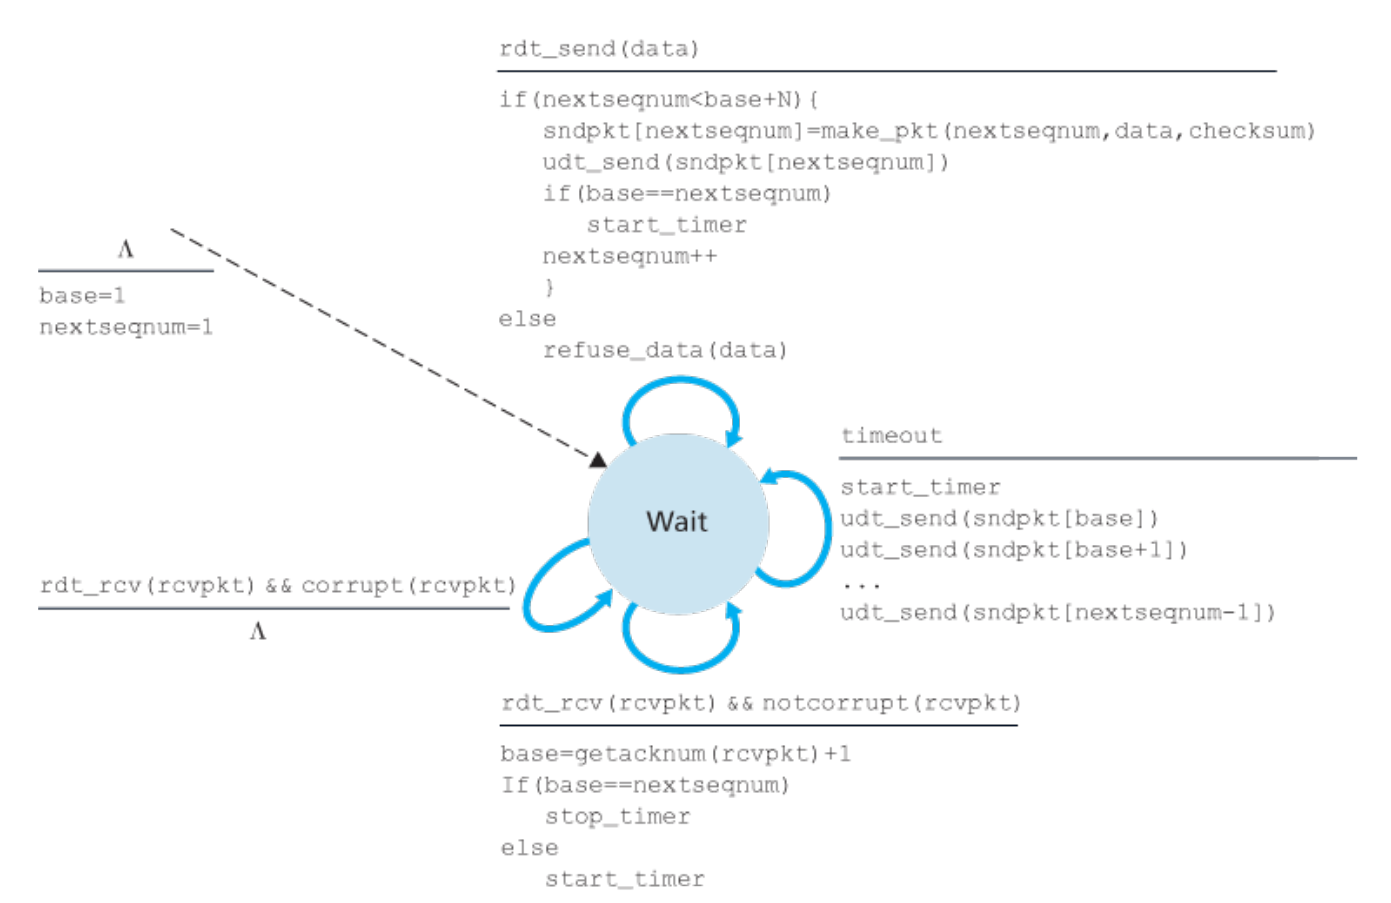 rdt_send(data)
if(nextseqnum<base+N){
sndpkt[nextseqnum]=make_pkt(nextseqnum,data,checksum)
udt_send(sndpkt[nextseqnum])
if(base==nextseqnum)
start_timer
nextseqnum++
}
else
refuse_data(data)
Λ
base=1
nextseqnum=1
timeout
start_timer
udt_send(sndpkt[base])
udt_send(sndpkt[base+1])
...
udt_send(sndpkt[nextseqnum-1])
Wait
rdt_rcv(rcvpkt) && corrupt(rcvpkt)
Λ
rdt_rcv(rcvpkt) && notcorrupt(rcvpkt)
base=getacknum(rcvpkt)+1
If(base==nextseqnum)
stop_timer
else
start_timer